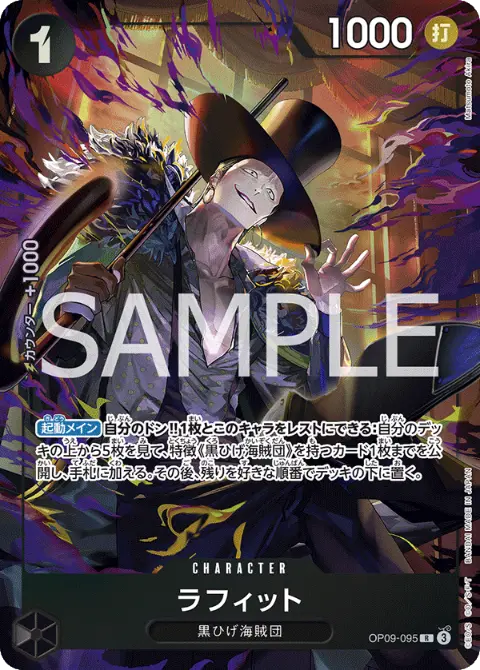 1
1000
打
Matsumoto Akira
カウンター+1000
SAMPLE
起動メイン 自分のドン!!1枚とこのキャラをレストにできる:自分のデッ
キの上から5枚を見て、特徴《黒ひげ海賊団》を持つカード1枚までを公
開し、手札に加える。その後、残りを好きな順番でデッキの下に置く。
BANDAI MADE IN JAPAN
CHARACTER
ラフィット
黒ひげ海賊団
OP09-095 R 3